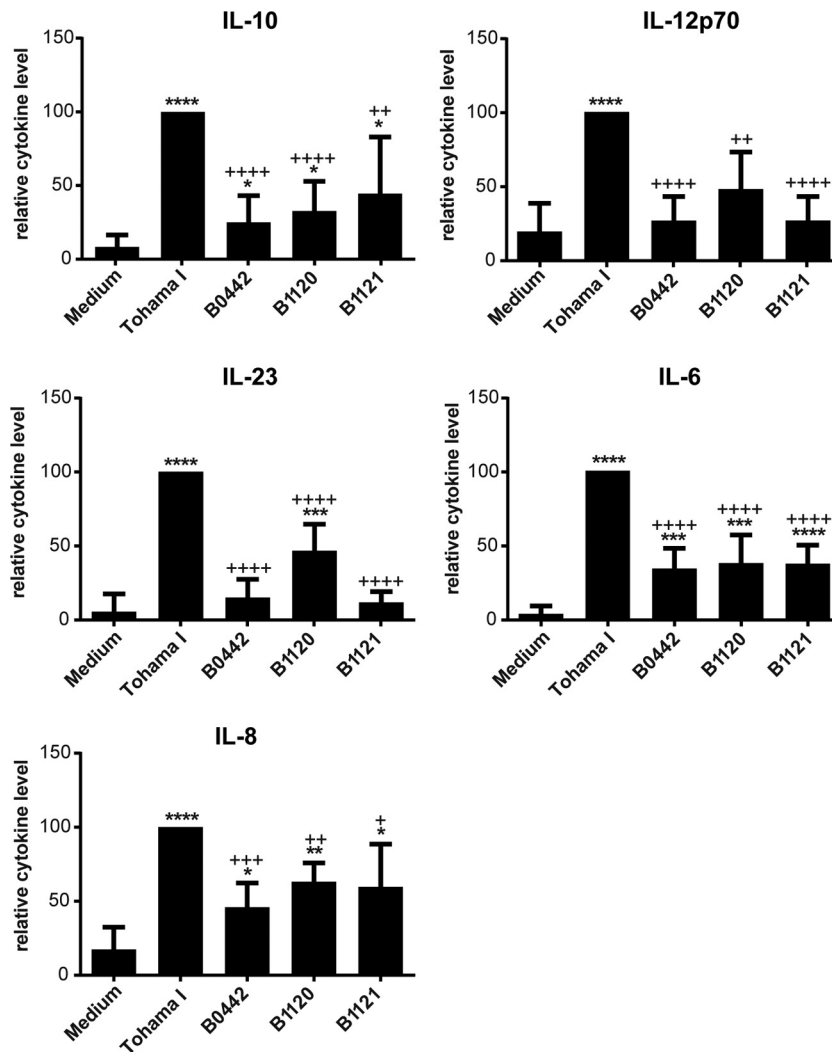 IL-10
relative cytokine level
150
100
50
0
****
++++
*
++++
*
++
*
Medium
Tohama I
B0442
B1120
B1121
IL-12p70
relative cytokine level
150
100
50
0
****
++++
++
++++
Medium
Tohama I
B0442
B1120
B1121
IL-23
relative cytokine level
150
100
50
0
****
++++
++++
***
++++
Medium
Tohama I
B0442
B1120
B1121
IL-6
relative cytokine level
150
100
50
0
****
++++
***
++++
***
++++
****
Medium
Tohama I
B0442
B1120
B1121
IL-8
relative cytokine level
150
100
50
0
****
+++
*
++
**
+
*
Medium
Tohama I
B0442
B1120
B1121